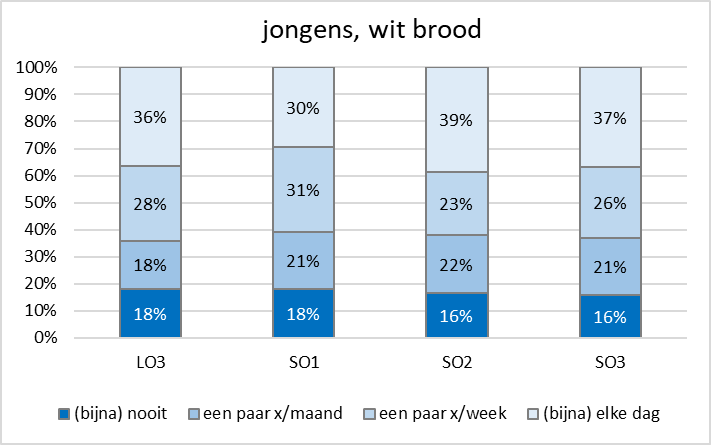 jongens, wit brood
100%
90%
80%
70%
60%
50%
40%
30%
20%
10%
0%
36% 30% 39% 37%
28% 31% 23% 26%
18% 21% 22% 21%
18% 18% 16% 16%
LO3 SO1 SO2 SO3
(bijna) nooit een paar x/maand een paar x/week (bijna) elke dag